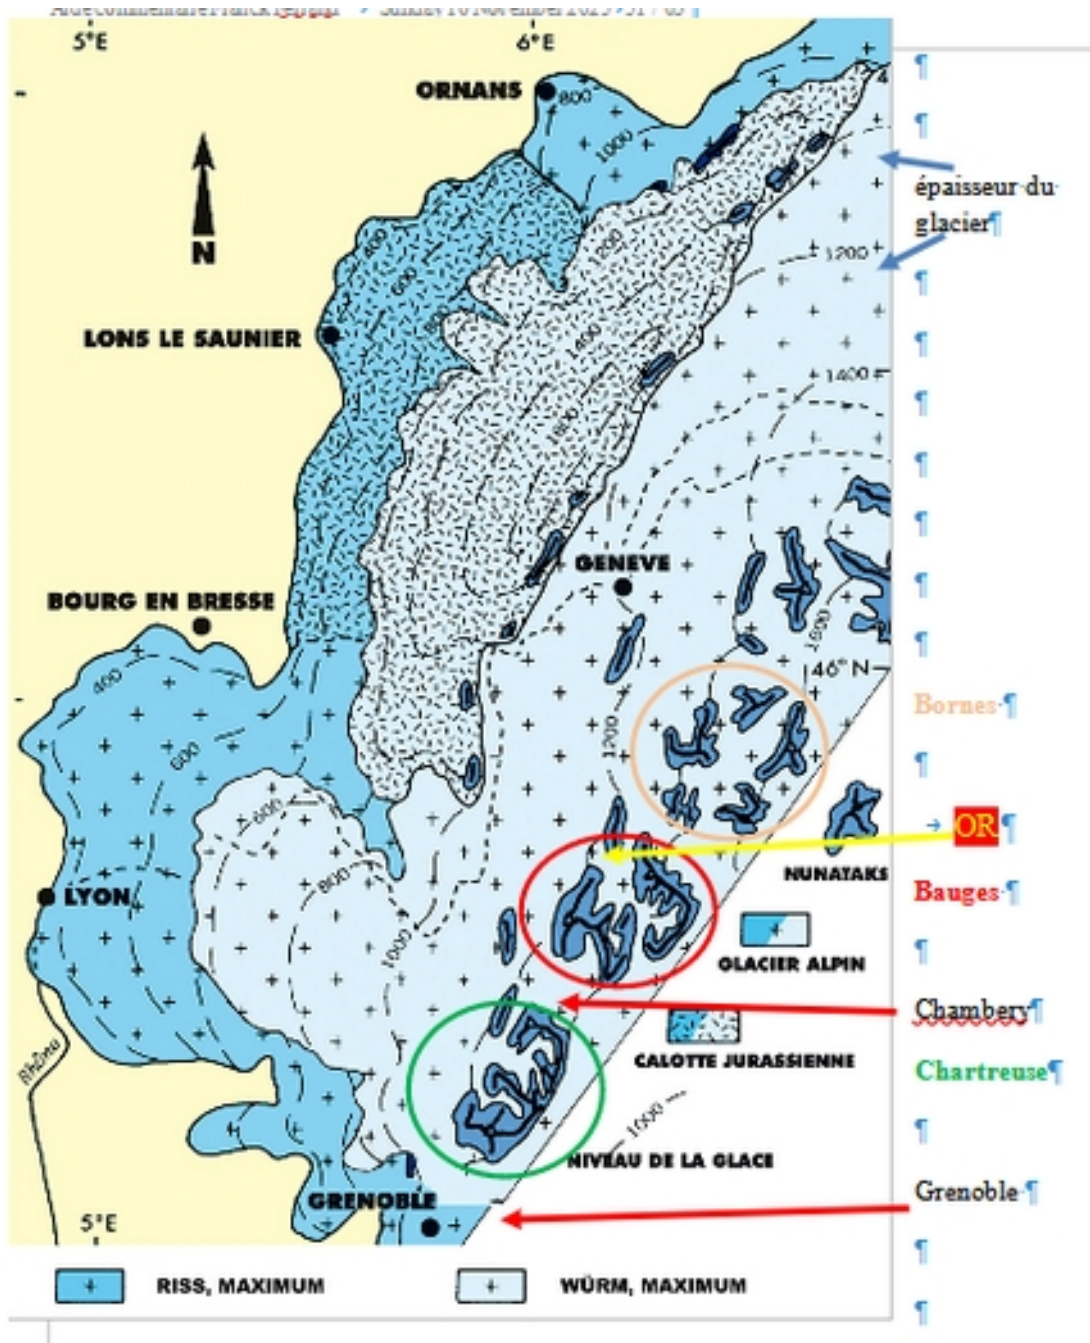 5°E
6°E
ORNANS
800
1000
épaisseur du
glacier¶
N
400
600
200
1200
LONS LE SAUNIER
1400
1400
1600
GENEVE
BOURG EN BRESSE
1600
46° N
400
Bornes ¶
600
1200
600
OR ¶
800
NUNATAKS
Bauges ¶
LYON
1000
GLACIER ALPIN
Chambery¶
Rhône
CALOTTE JURASSIENNE
Chartreuse¶
1000
NIVEAU DE LA GLACE
GRENOBLE
Grenoble ¶
5°E
RISS, MAXIMUM
WÜRM, MAXIMUM